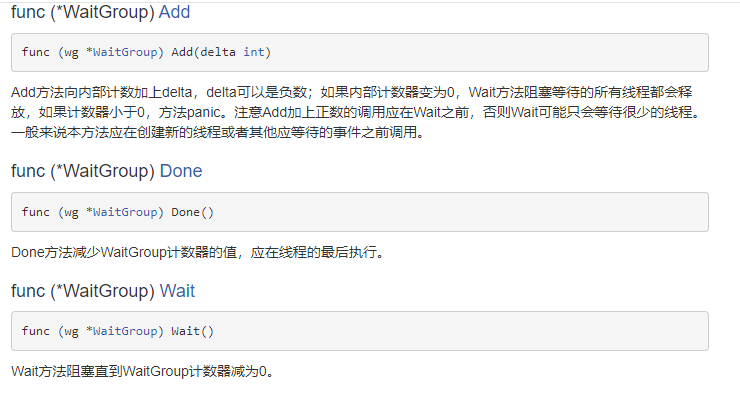 func (*WaitGroup) Add
func (wg *WaitGroup) Add(delta int)
Add方法向内部计数加上delta，delta可以是负数；如果内部计数器变为0，Wait方法阻塞等待的所有线程都会释
放，如果计数器小于0，方法panic。注意Add加上正数的调用应在Wait之前，否则Wait可能只会等待很少的线程。
一般来说本方法应在创建新的线程或者其他应等待的事件之前调用。
func (*WaitGroup) Done
func (wg *WaitGroup) Done()
Done方法减少WaitGroup计数器的值，应在线程的最后执行。
func (*WaitGroup) Wait
func (wg *WaitGroup) Wait()
Wait方法阻塞直到WaitGroup计数器减为0。